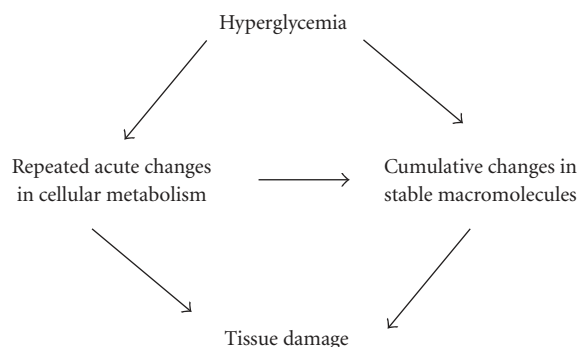 Hyperglycemia
Repeated acute changes
in cellular metabolism
Cumulative changes in
stable macromolecules
Tissue damage